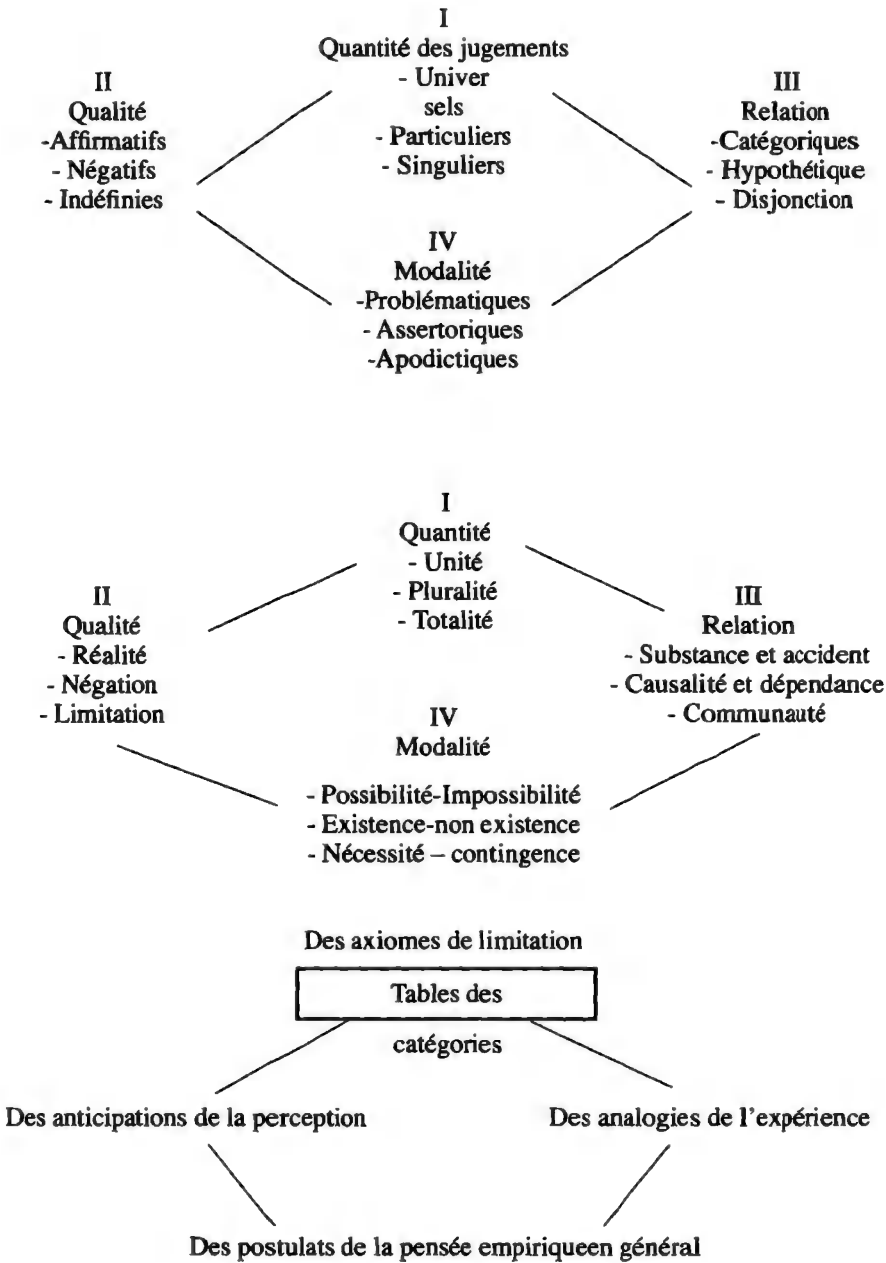 I
Quantité des jugements
- Univer
sels
- Particuliers
- Singuliers
II
Qualité
-Affirmatifs
- Négatifs
- Indéfinies
III
Relation
-Catégoriques
- Hypothétique
- Disjonction
IV
Modalité
-Problématiques
- Assertoriques
-Apodictiques
I
Quantité
- Unité
- Pluralité
- Totalité
II
Qualité
- Réalité
- Négation
- Limitation
III
Relation
- Substance et accident
- Causalité et dépendance
- Communauté
IV
Modalité
- Possibilité-Impossibilité
- Existence-non existence
- Nécessité – contingence
Des axiomes de limitation
Tables des
catégories
Des anticipations de la perception
Des analogies de l'expérience
Des postulats de la pensée empiriqueen général